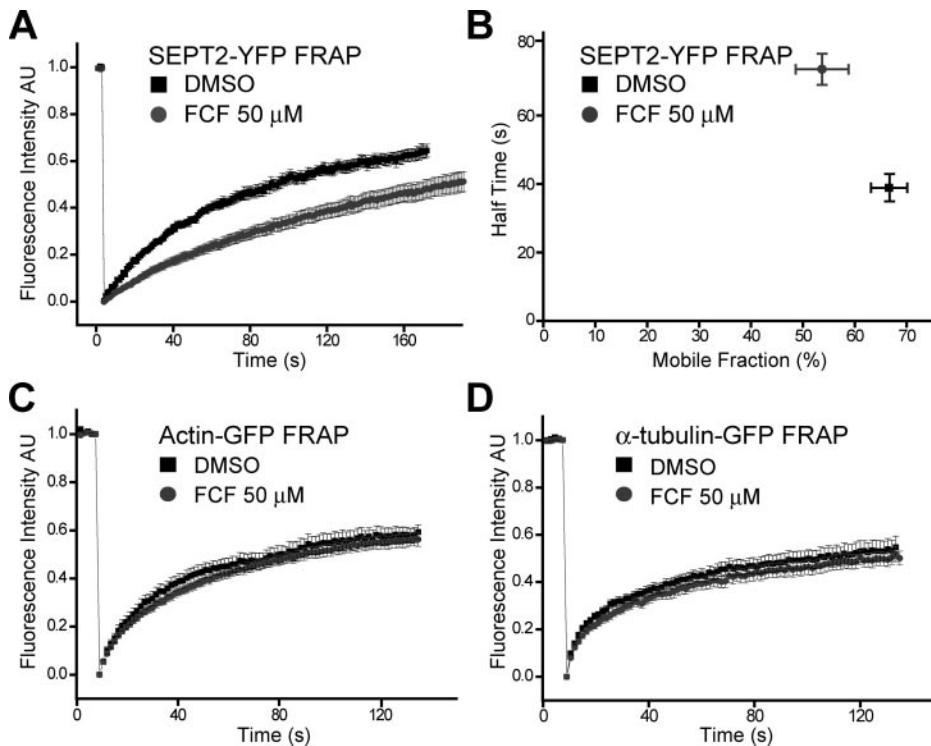 A
SEPT2-YFP FRAP
DMSO
FCF 50 μM
Fluorescence Intensity AU
1.0
0.8
0.6
0.4
0.2
0.0
0
40
80
120
160
Time (s)
B
SEPT2-YFP FRAP
DMSO
FCF 50 μM
Half Time (s)
80
60
40
20
0
0
10
20
30
40
50
60
70
Mobile Fraction (%)
C
Actin-GFP FRAP
DMSO
FCF 50 μM
Fluorescence Intensity AU
1.0
0.8
0.6
0.4
0.2
0.0
0
40
80
120
Time (s)
D
α-tubulin-GFP FRAP
DMSO
FCF 50 μM
Fluorescence Intensity AU
1.0
0.8
0.6
0.4
0.2
0.0
0
40
80
120
Time (s)